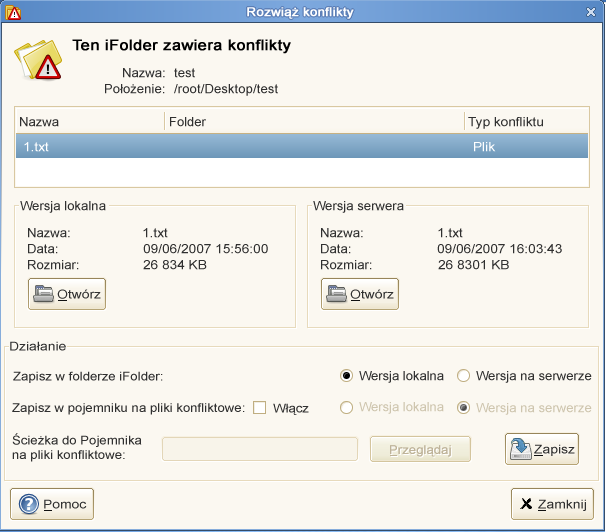 Rozwiąż konflikty
Ten iFolder zawiera konflikty
Nazwa: test
Położenie: /root/Desktop/test
Nazwa Folder Typ konfliktu
1.txt Plik
Wersja lokalna
Nazwa: 1.txt
Data: 09/06/2007 15:56:00
Rozmiar: 26 834 KB
Otwórz
Wersja serwera
Nazwa: 1.txt
Data: 09/06/2007 16:03:43
Rozmiar: 26 8301 KB
Otwórz
Działanie
Zapisz w folderze iFolder: Wersja lokalna Wersja na serwerze
Zapisz w pojemniku na pliki konfliktowe: Włącz Wersja lokalna Wersja na serwerze
Ścieżka do Pojemnika
na pliki konfliktowe:
Przeglądaj
Zapisz
Pomoc
Zamknij